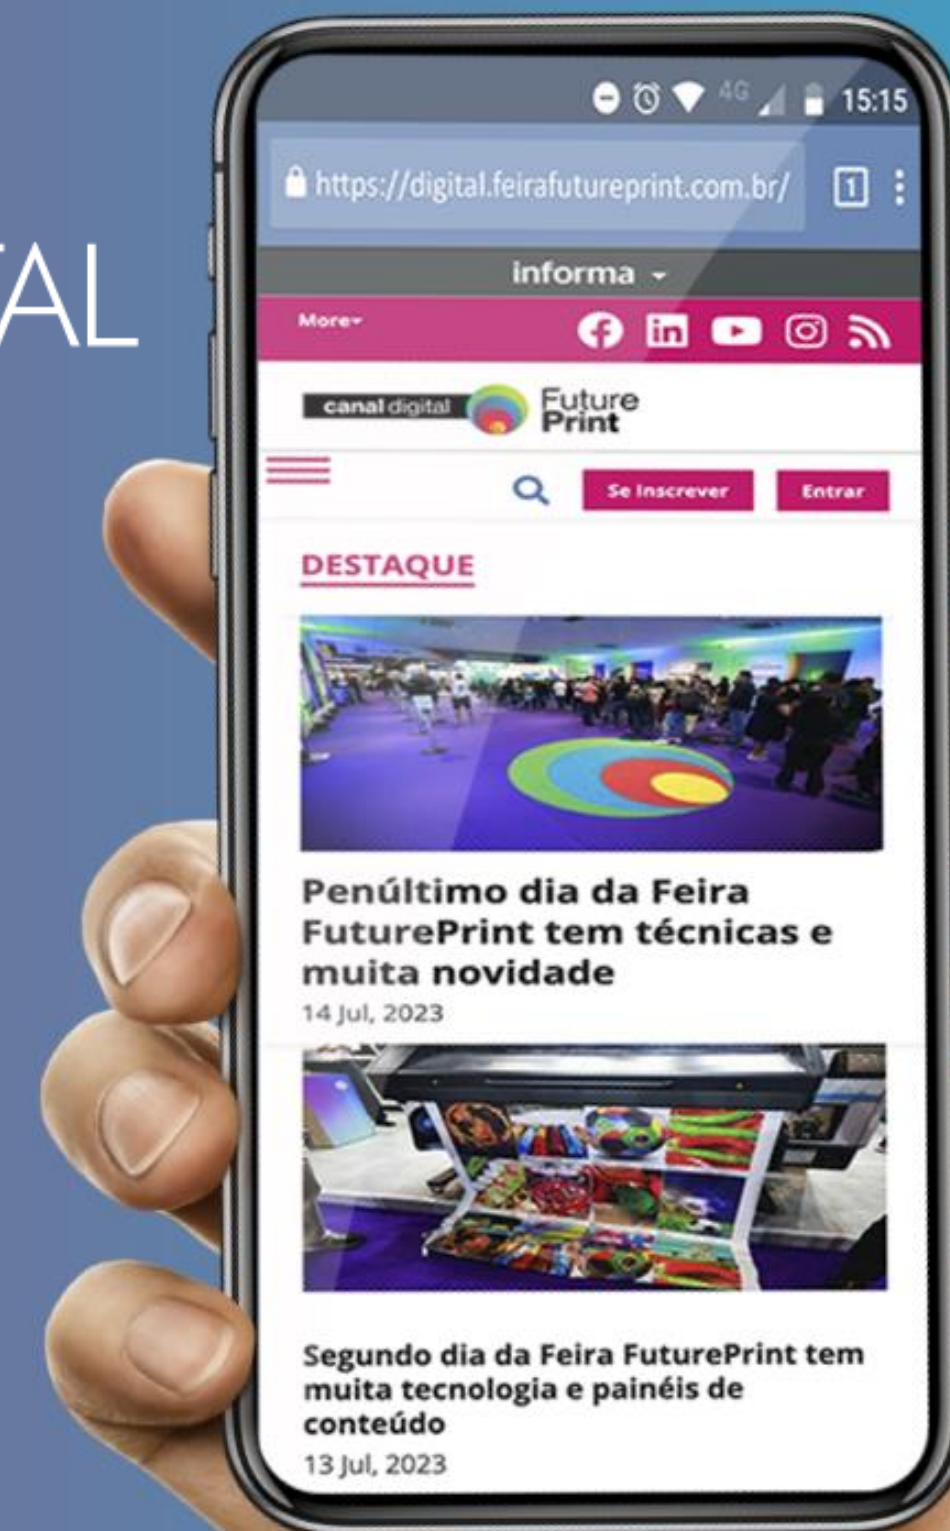 TAL
4G 15:15
https://digital.feirafutureprint.com.br/ 1
informa
More
canal digital Future
Print
Se Inscrever Entrar
DESTAQUE
Penúltimo dia da Feira
FuturePrint tem técnicas e
muita novidade
14 Jul, 2023
Segundo dia da Feira FuturePrint tem
muita tecnologia e painéis de
conteúdo
13 Jul, 2023